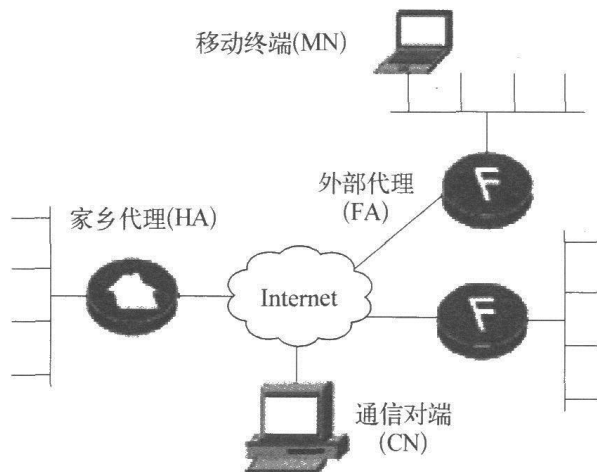 移动终端(MN)
外部代理
(FA)
F
家乡代理(HA)
Internet
F
通信对端
(CN)